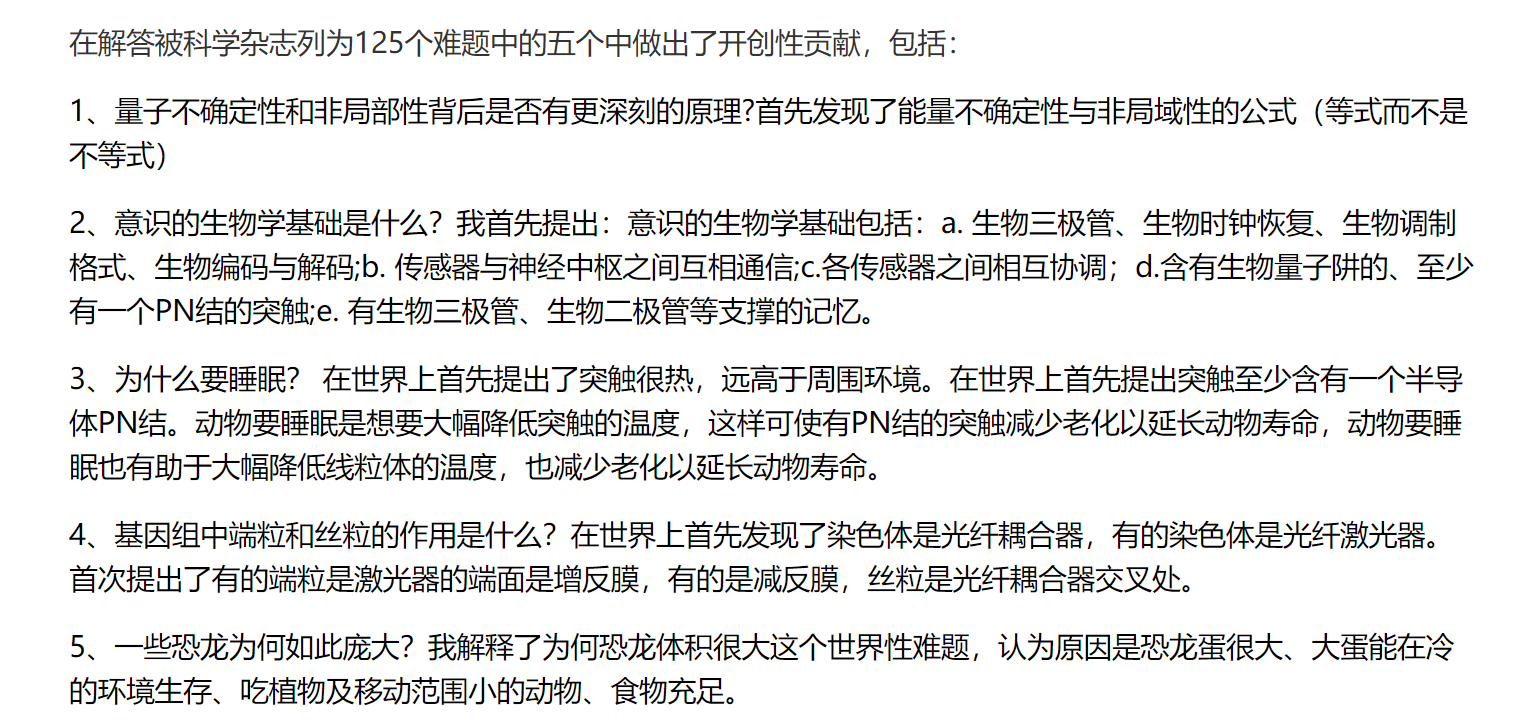 在解答被科学杂志列为125个难题中的五个中做出了开创性贡献，包括：
1、量子不确定性和非局部性背后是否有更深刻的原理?首先发现了能量不确定性与非局域性的公式（等式而不是
不等式）
2、意识的生物学基础是什么？我首先提出：意识的生物学基础包括：a. 生物三极管、生物时钟恢复、生物调制
格式、生物编码与解码;b. 传感器与神经中枢之间互相通信;c.各传感器之间相互协调；d.含有生物量子阱的、至少
有一个PN结的突触;e. 有生物三极管、生物二极管等支撑的记忆。
3、为什么要睡眠？ 在世界上首先提出了突触很热，远高于周围环境。在世界上首先提出突触至少含有一个半导
体PN结。动物要睡眠是想要大幅降低突触的温度，这样可使有PN结的突触减少老化以延长动物寿命，动物要睡
眠也有助于大幅降低线粒体的温度，也减少老化以延长动物寿命。
4、基因组中端粒和丝粒的作用是什么？在世界上首先发现了染色体是光纤耦合器，有的染色体是光纤激光器。
首次提出了有的端粒是激光器的端面是增反膜，有的是减反膜，丝粒是光纤耦合器交叉处。
5、一些恐龙为何如此庞大？我解释了为何恐龙体积很大这个世界性难题，认为原因是恐龙蛋很大、大蛋能在冷
的环境生存、吃植物及移动范围小的动物、食物充足。